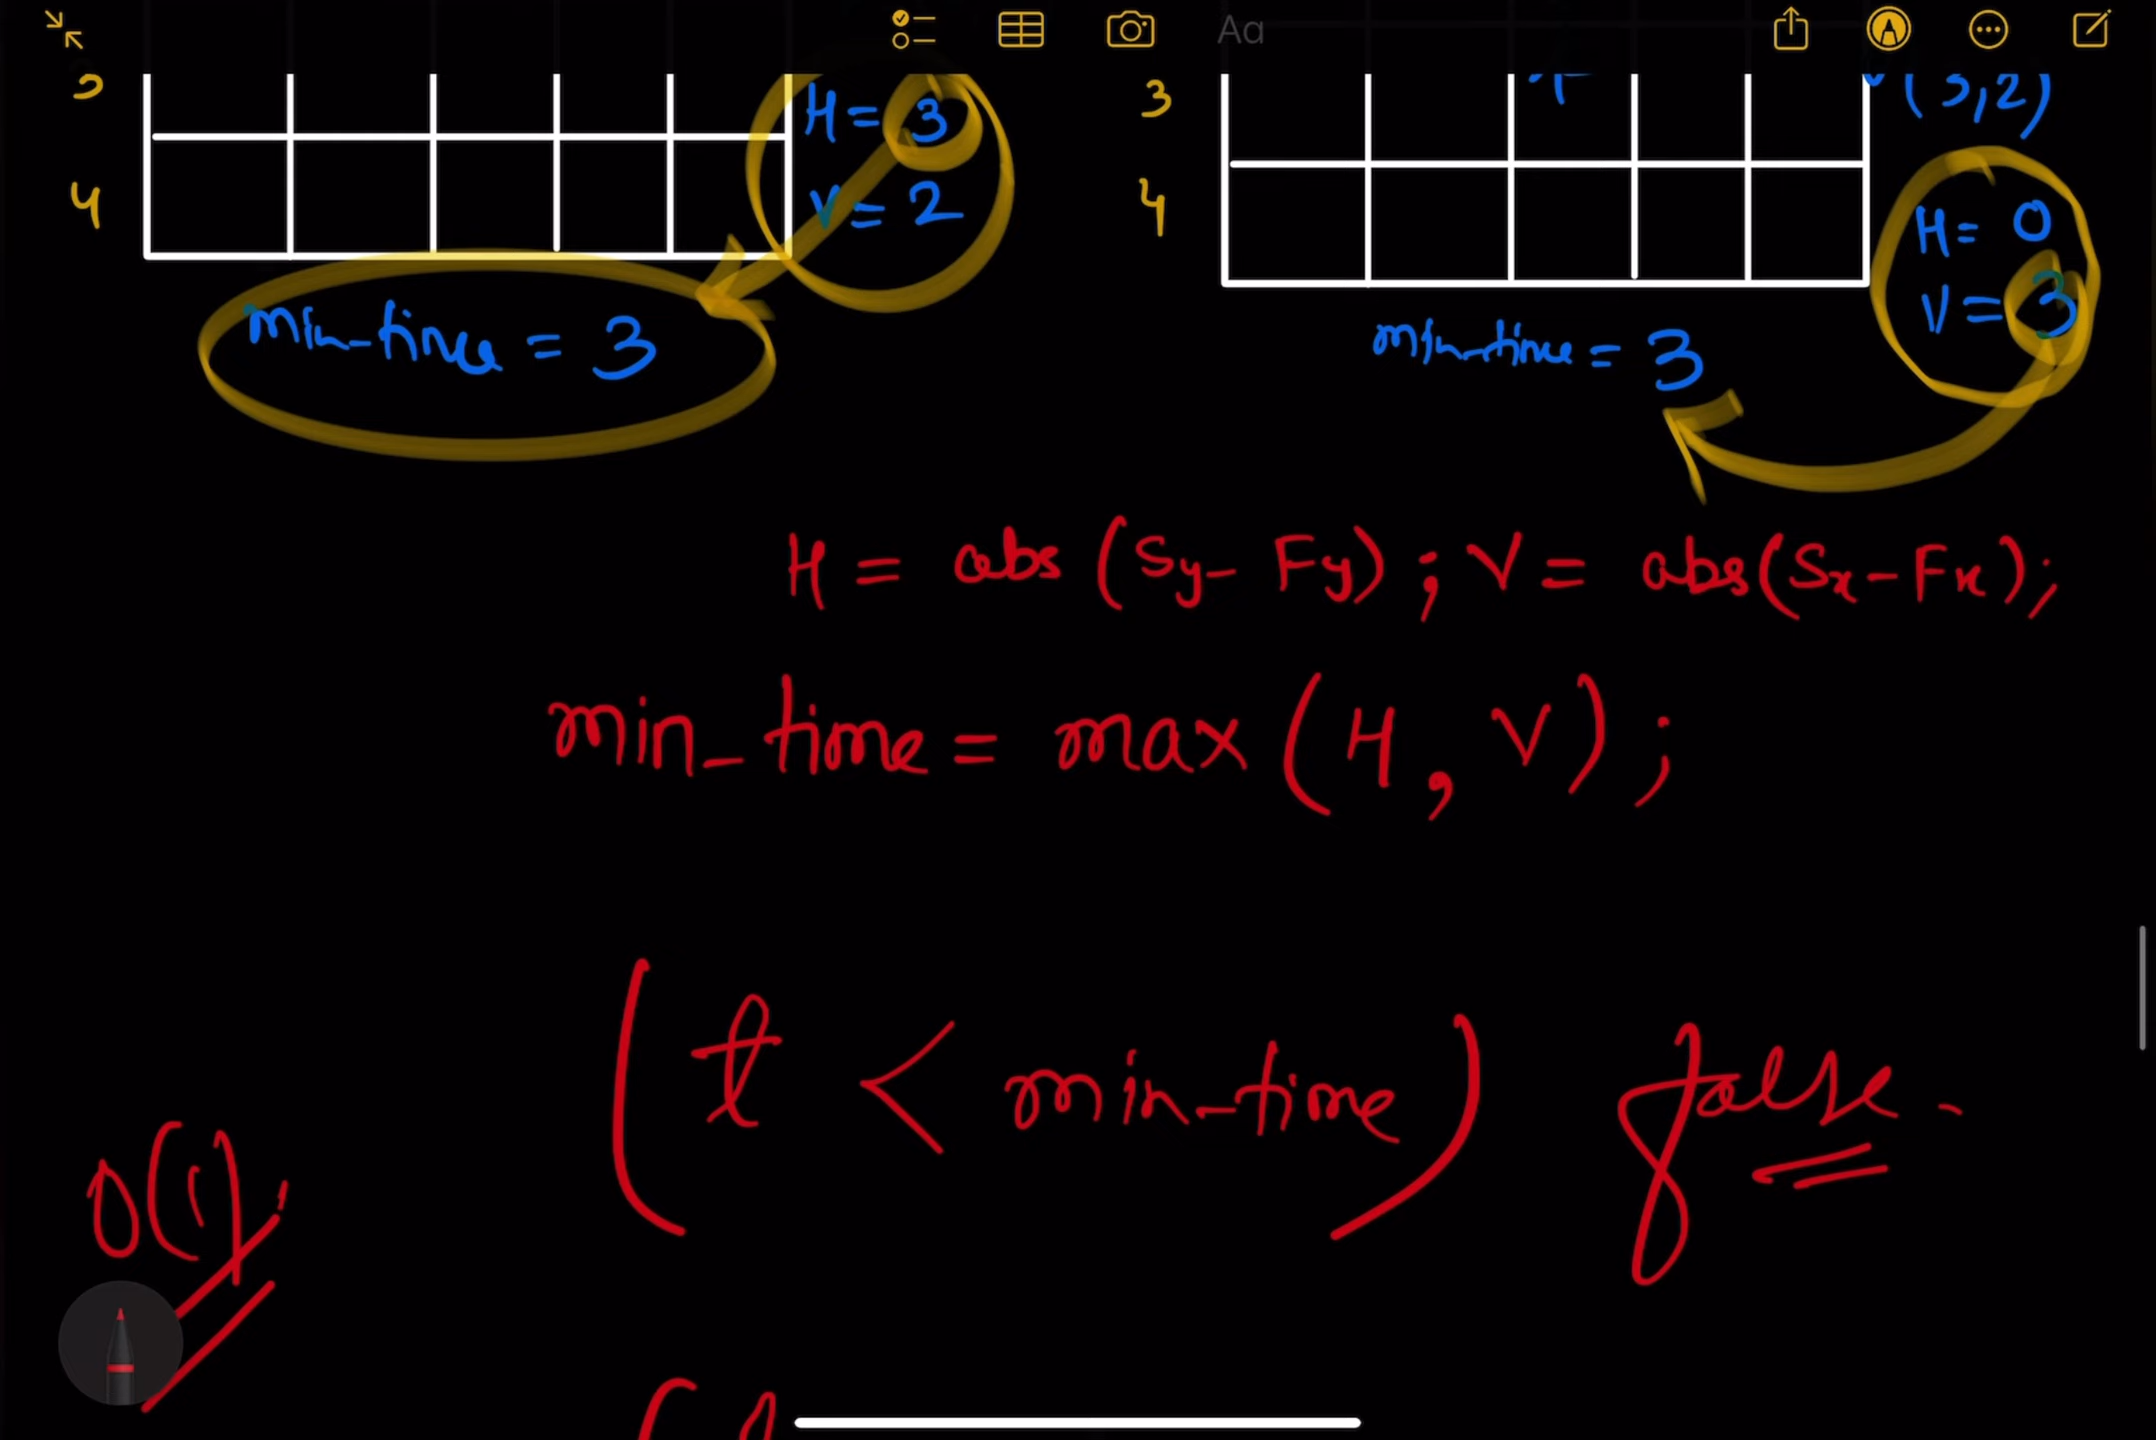 Aa
3
H = 3
V = 2
4
min_time = 3
3
(3,2)
4
H = 0
V = 3
min_time = 3
H = abs (Sy - Fy) ; V = abs(Sx - Fx);
min_time = max (H, V) ;
(t < min_time) false.
O(1),